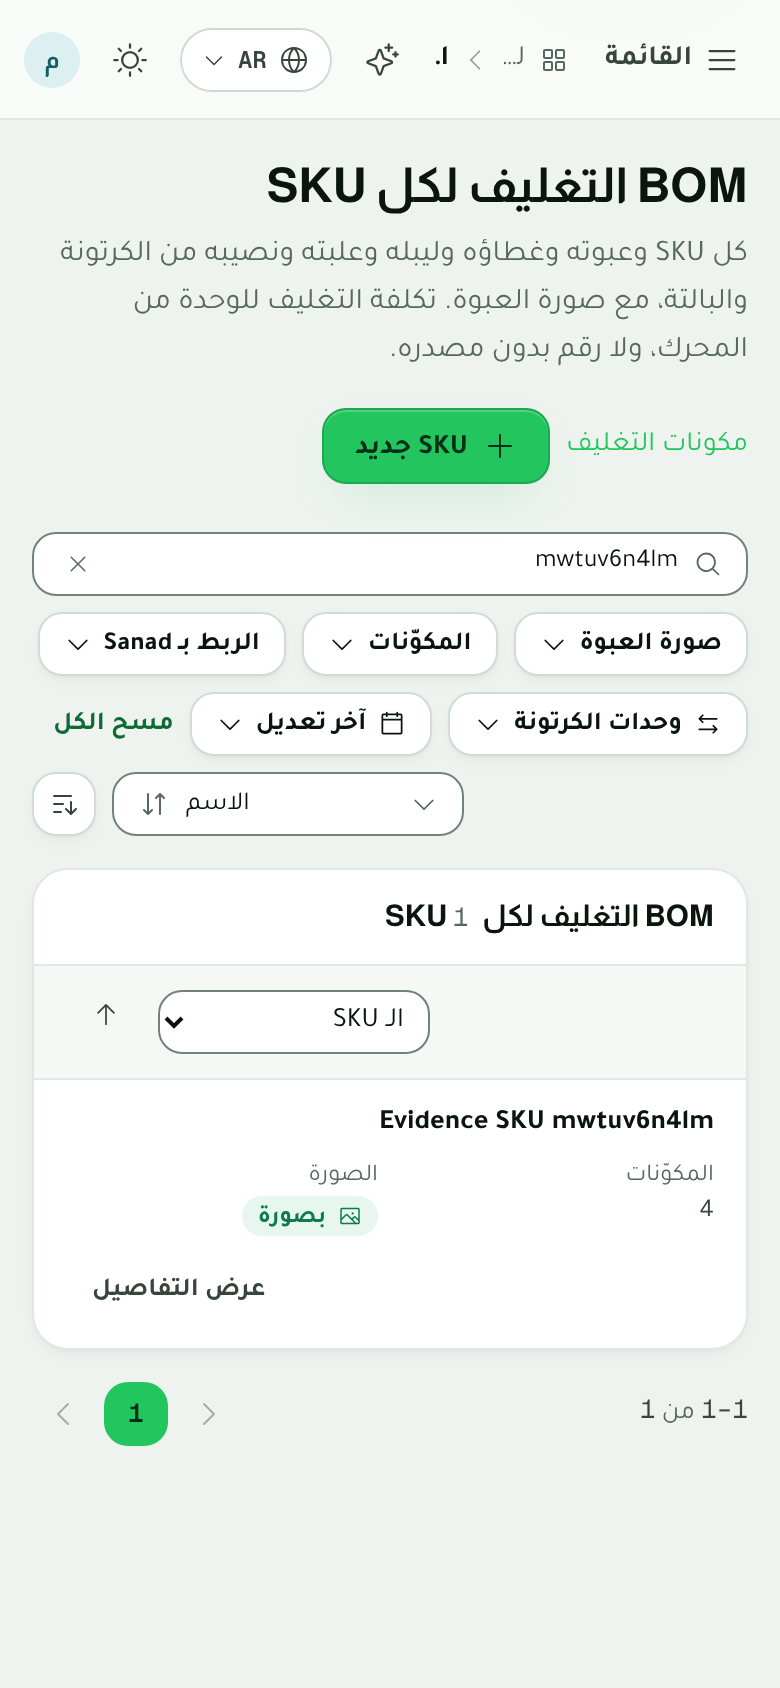 القائمة
لـ...
ا.
AR
م
BOM التغليف لكل SKU
كل SKU وعبوته وغطاؤه وليبله وعلبته ونصيبه من الكرتونة
والبالتة، مع صورة العبوة. تكلفة التغليف للوحدة من
المحرك، ولا رقم بدون مصدره.
مكونات التغليف
SKU جديد
mwtuv6n4lm
صورة العبوة
المكوّنات
الربط بـ Sanad
وحدات الكرتونة
آخر تعديل
مسح الكل
الاسم
BOM التغليف لكل SKU 1
الـ SKU
Evidence SKU mwtuv6n4lm
المكوّنات
الصورة
4
بصورة
عرض التفاصيل
1–1 من 1
1